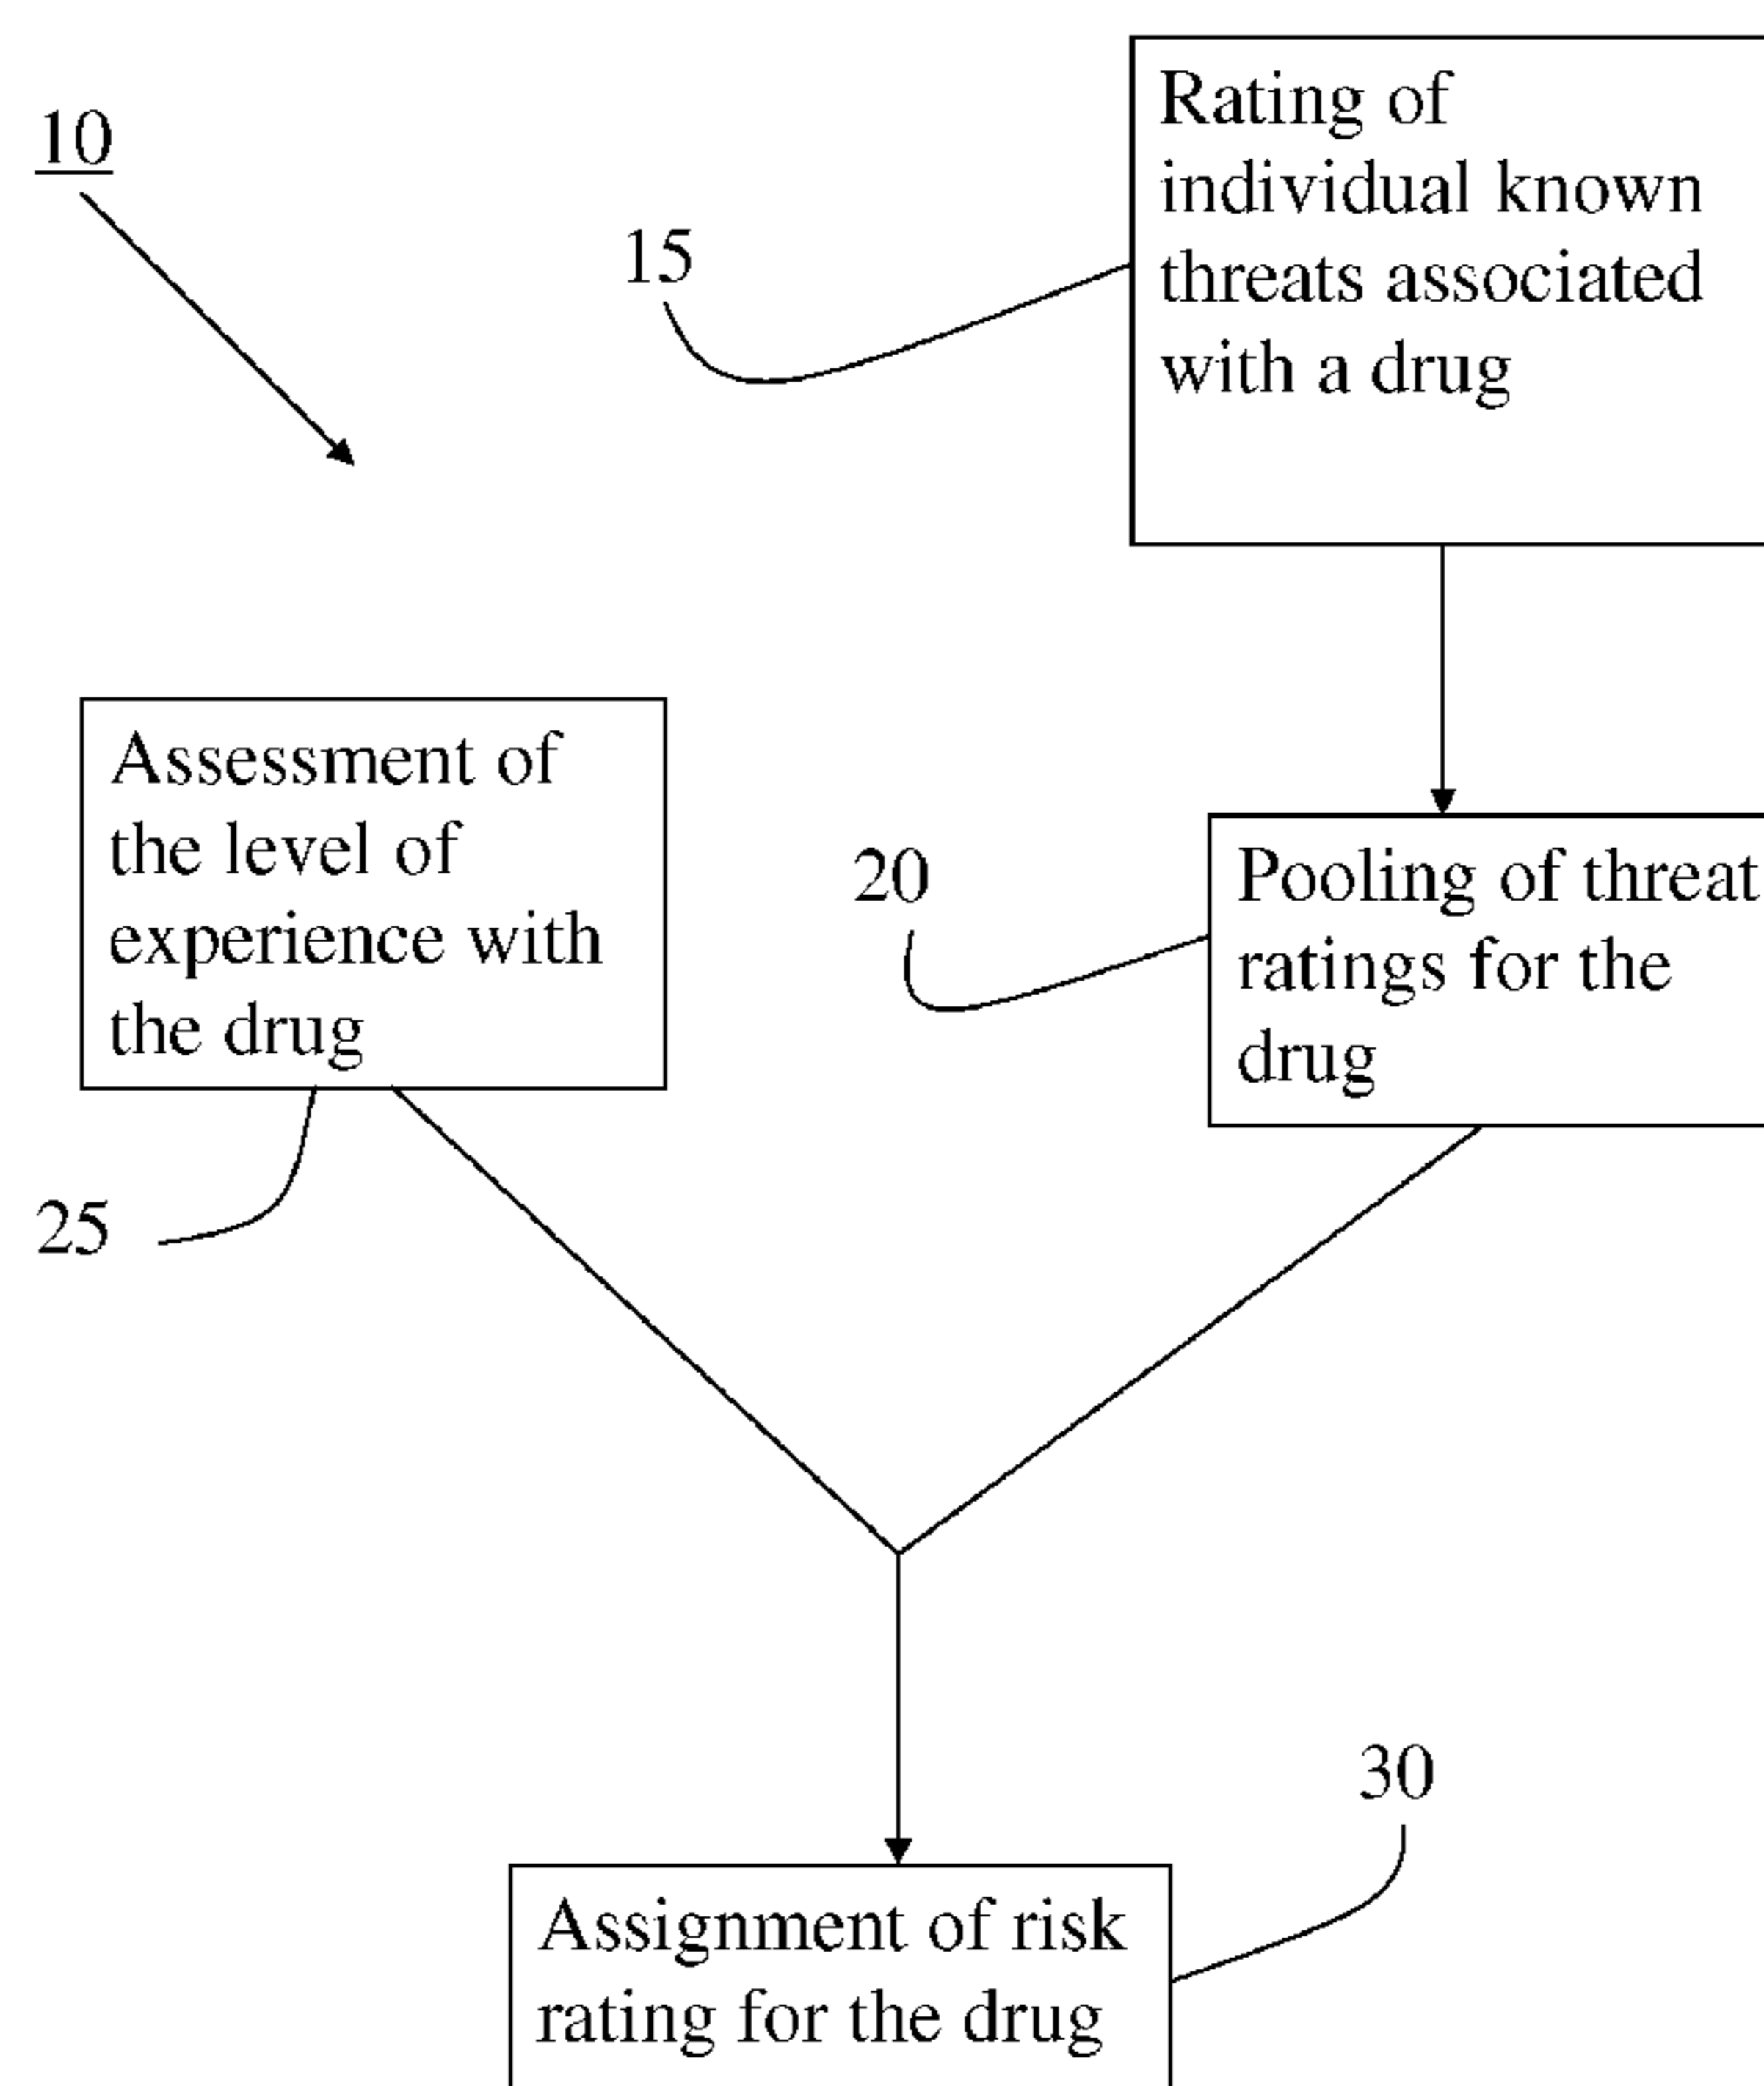 10
Rating of
individual known
threats associated
with a drug
15
Assessment of
the level of
experience with
the drug
20
Pooling of threat
ratings for the
drug
25
30
Assignment of risk
rating for the drug